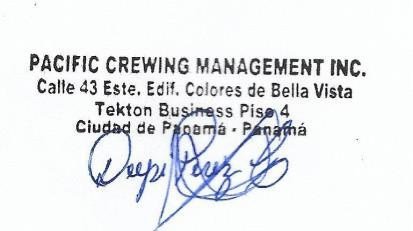 PACIFIC CREWING MANAGEMENT INC.
Calle 43 Este. Edif. Colores de Bella Vista
Tekton Business Piso 4
Ciudad de Panamá - Panamá